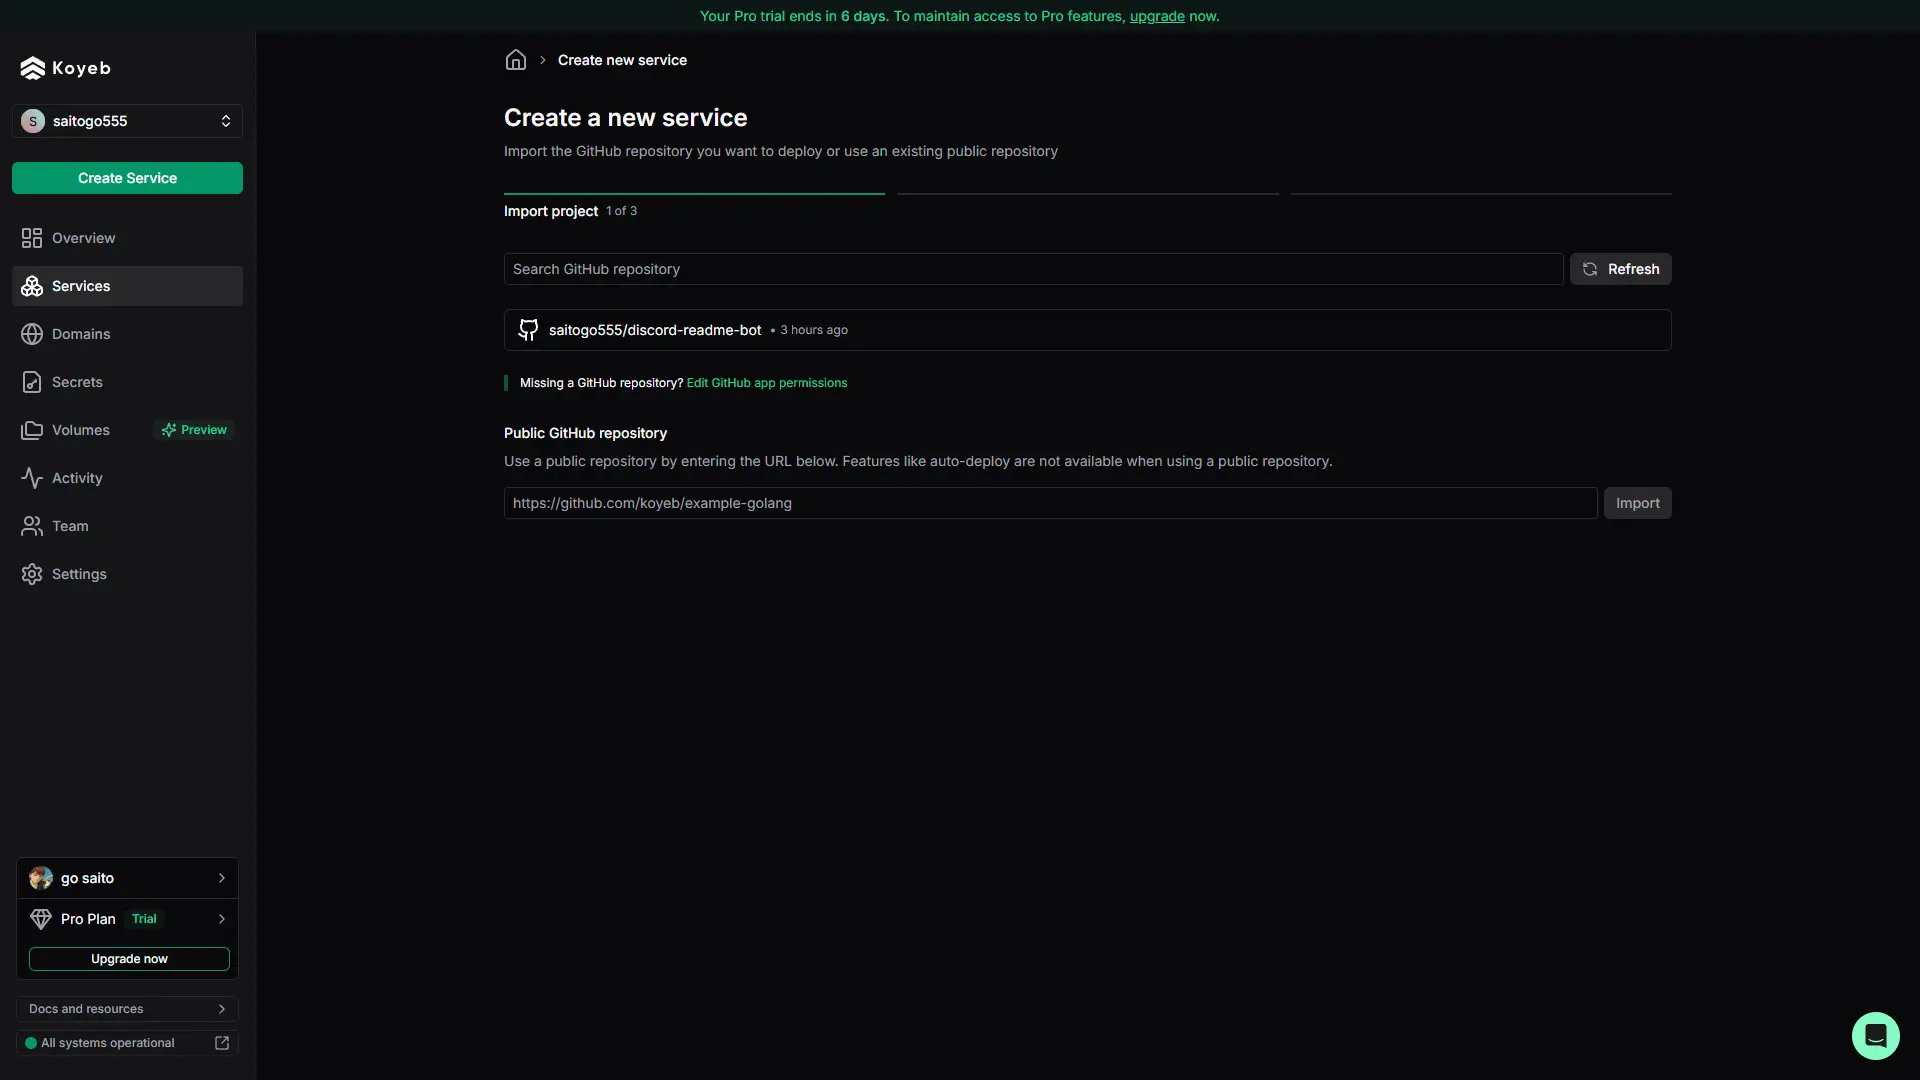 Your Pro trial ends in 6 days. To maintain access to Pro features, upgrade now.
Koyeb
S saitogo555
Create Service
Overview
Services
Domains
Secrets
Volumes Preview
Activity
Team
Settings
go saito
Pro Plan Trial
Upgrade now
Docs and resources
All systems operational
Create new service
Create a new service
Import the GitHub repository you want to deploy or use an existing public repository
Import project 1 of 3
Search GitHub repository Refresh
saitogo555/discord-readme-bot • 3 hours ago
Missing a GitHub repository? Edit GitHub app permissions
Public GitHub repository
Use a public repository by entering the URL below. Features like auto-deploy are not available when using a public repository.
https://github.com/koyeb/example-golang Import